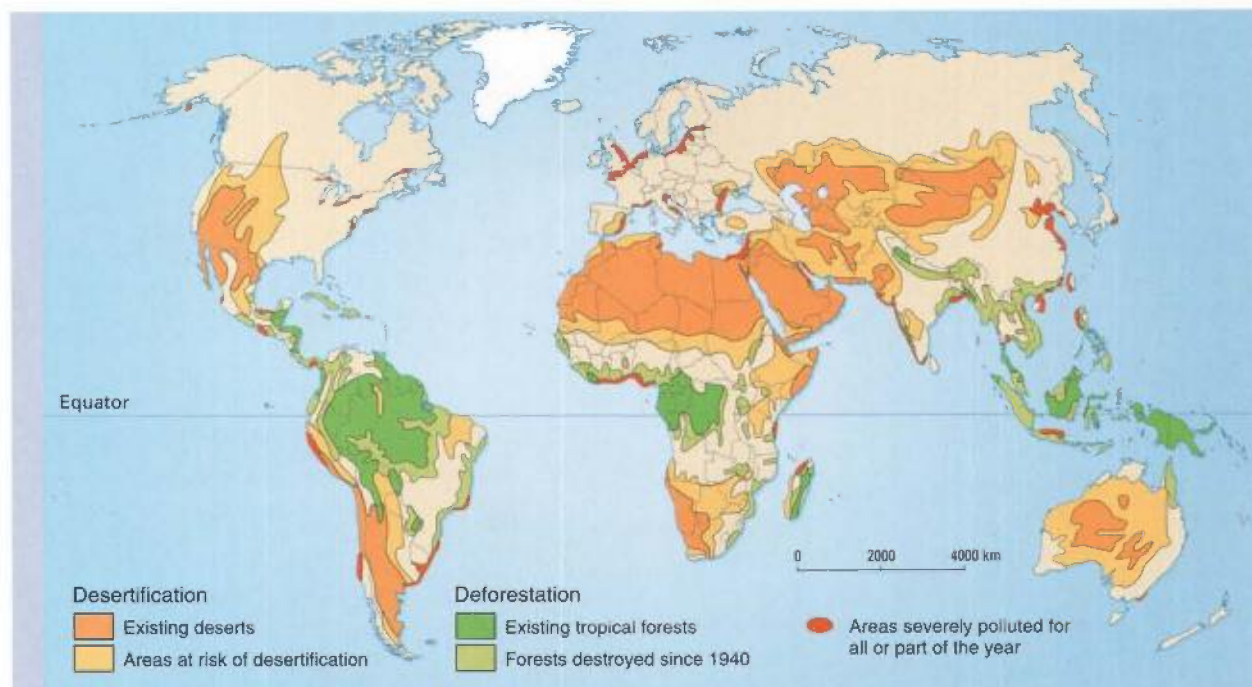 Equator
0 2000 4000 km
Desertification
Existing deserts
Areas at risk of desertification
Deforestation
Existing tropical forests
Forests destroyed since 1940
Areas severely polluted for
all or part of the year